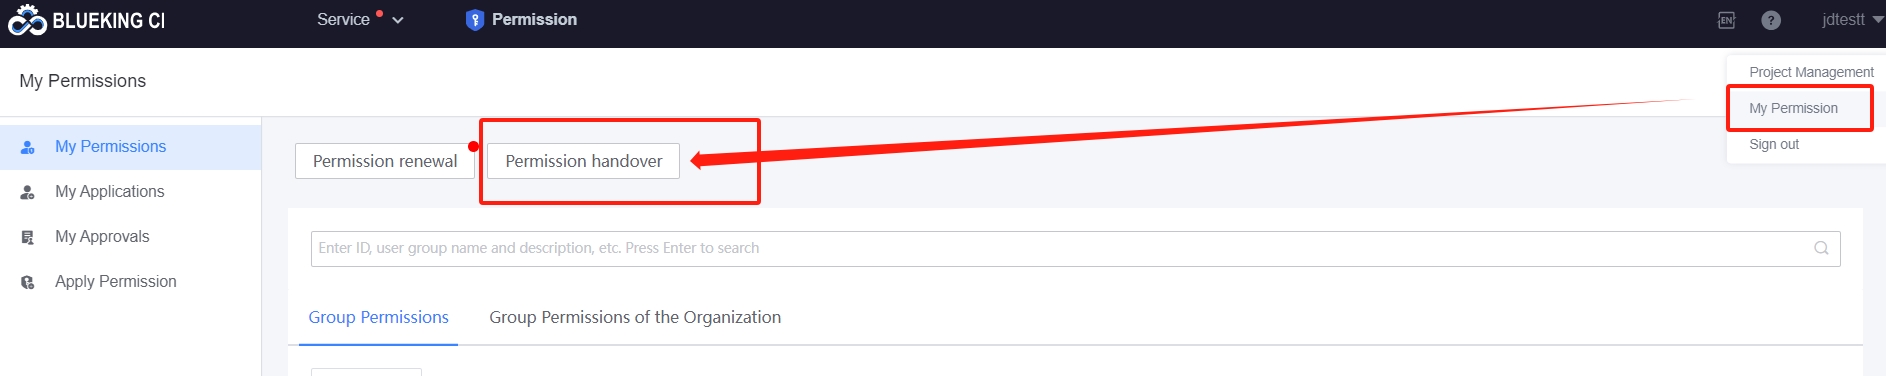 BLUEKING CI
Service
Permission
EN
?
jdtestt
My Permissions
Project Management
My Permission
Sign out
My Permissions
My Applications
My Approvals
Apply Permission
Permission renewal
Permission handover
Enter ID, user group name and description, etc. Press Enter to search
Group Permissions
Group Permissions of the Organization